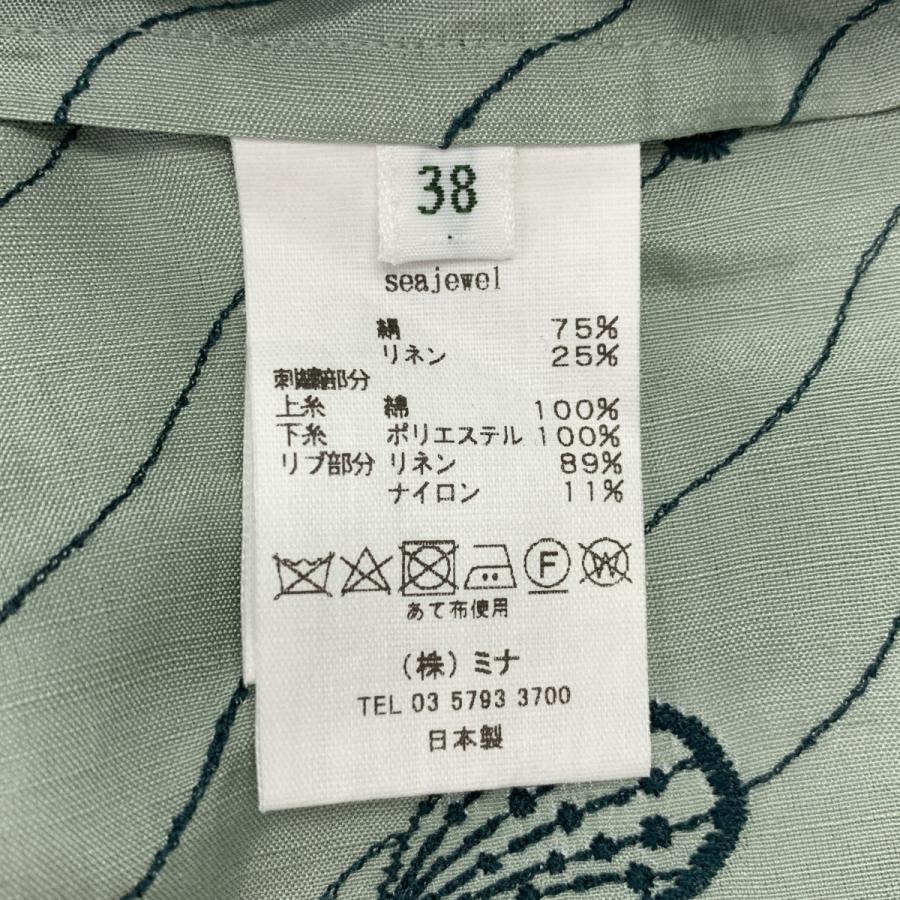 38
seajewel
絹 75%
リネン 25%
刺繍部分
上糸 綿 100%
下糸 ポリエステル 100%
リブ部分 リネン 89%
ナイロン 11%
F W
あて布使用
(株)ミナ
TEL 03 5793 3700
日本製